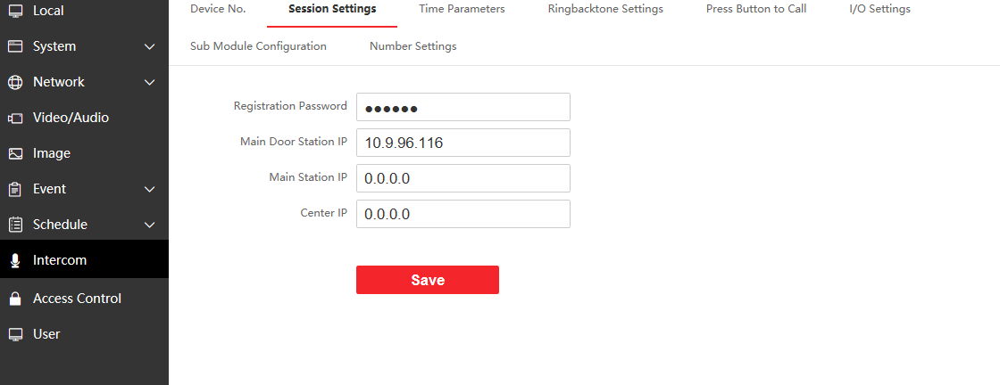 Local
System
Network
Video/Audio
Image
Event
Schedule
Intercom
Access Control
User
Device No. Session Settings Time Parameters Ringbacktone Settings Press Button to Call I/O Settings
Sub Module Configuration Number Settings
Registration Password ●●●●●●
Main Door Station IP 10.9.96.116
Main Station IP 0.0.0.0
Center IP 0.0.0.0
Save